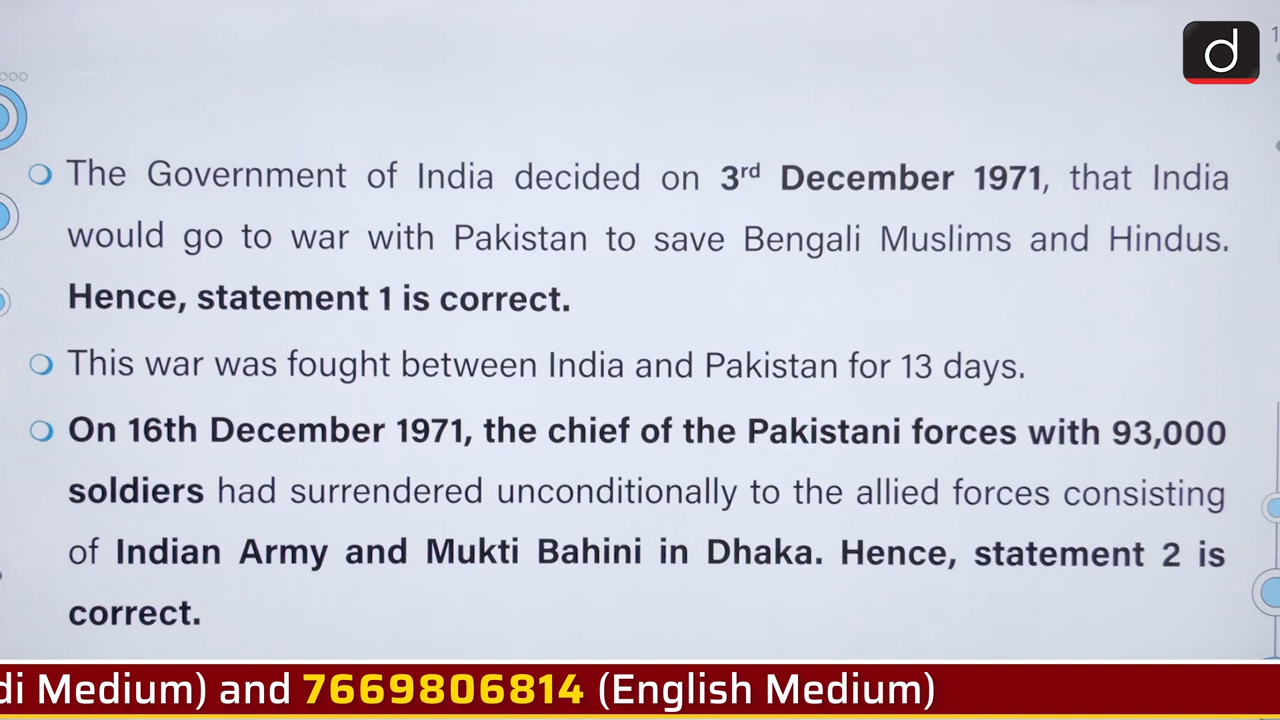 d
The Government of India decided on 3rd December 1971, that India
would go to war with Pakistan to save Bengali Muslims and Hindus.
Hence, statement 1 is correct.
This war was fought between India and Pakistan for 13 days.
On 16th December 1971, the chief of the Pakistani forces with 93,000
soldiers had surrendered unconditionally to the allied forces consisting
of Indian Army and Mukti Bahini in Dhaka. Hence, statement 2 is
correct.
di Medium) and 7669806814 (English Medium)